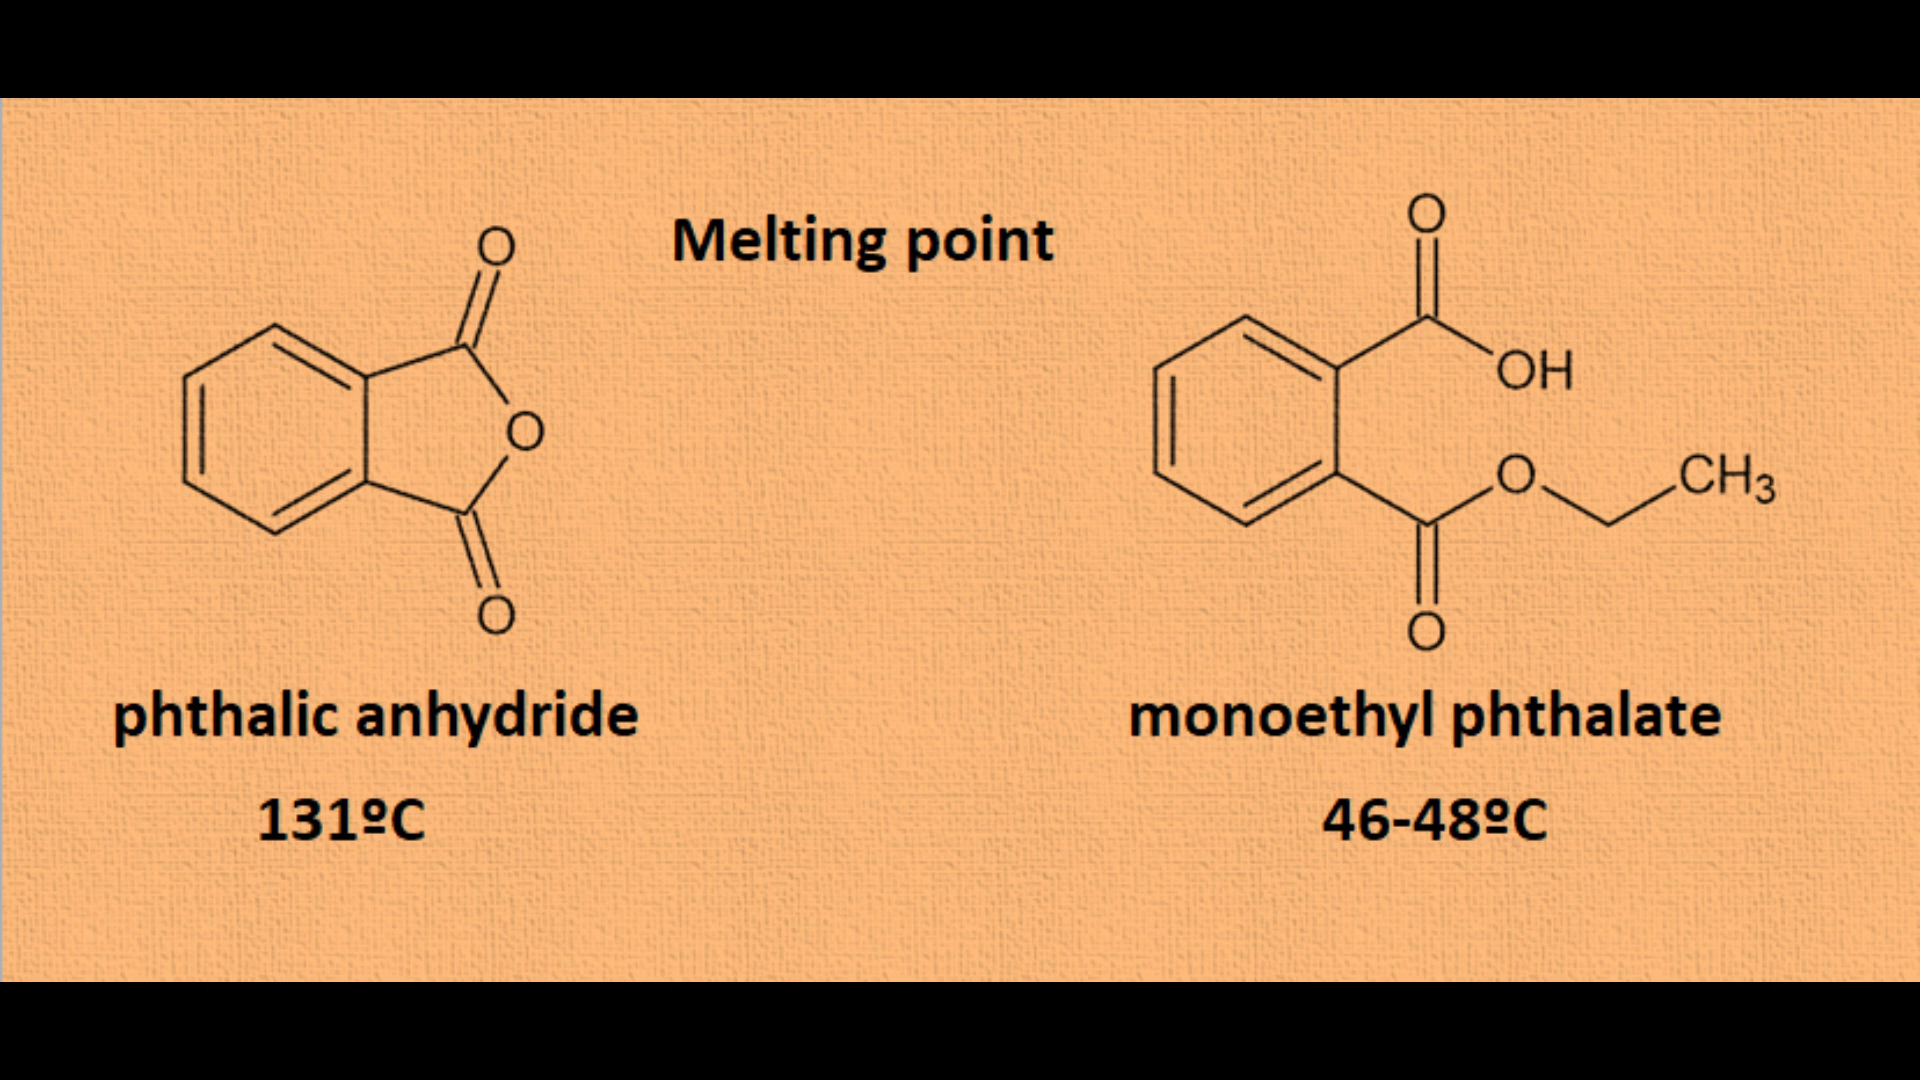 Melting point
O
O
O
O
OH
O
CH₃
O
phthalic anhydride
monoethyl phthalate
131ºC
46-48ºC